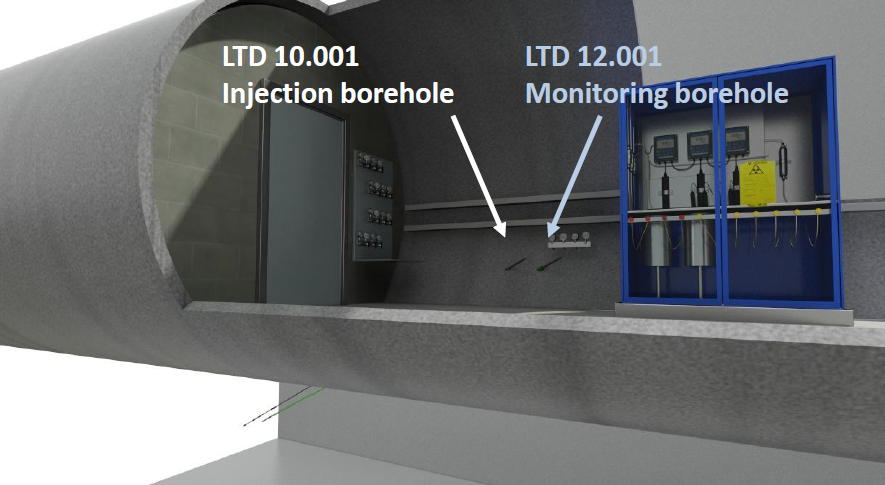 LTD 10.001
Injection borehole
LTD 12.001
Monitoring borehole